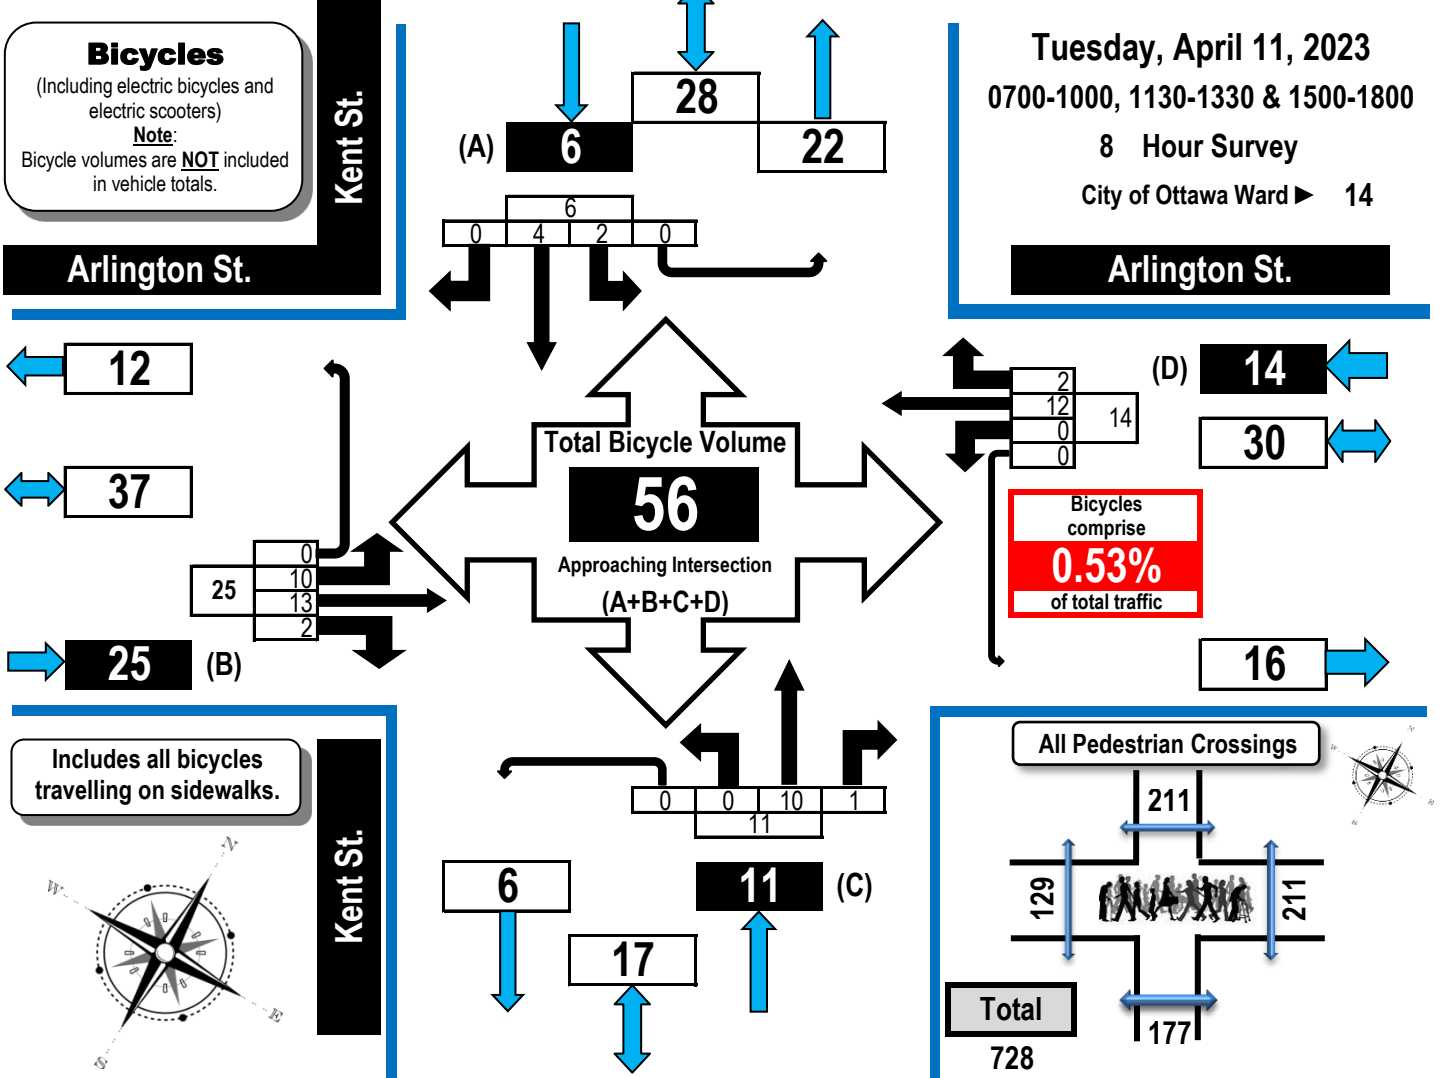 Bicycles
(Including electric bicycles and
electric scooters)
Note:
Bicycle volumes are NOT included
in vehicle totals.
Kent St.
Arlington St.
28
(A) 6
22
6
0 4 2 0
Tuesday, April 11, 2023
0700-1000, 1130-1330 & 1500-1800
8 Hour Survey
City of Ottawa Ward ► 14
Arlington St.
12
37
0
10
13
2
25
25 (B)
Total Bicycle Volume
56
Approaching Intersection
(A+B+C+D)
2
12
0
0
14
(D) 14
30
Bicycles
comprise
0.53%
of total traffic
16
Includes all bicycles
travelling on sidewalks.
Kent St.
N
W
E
S
0 0 10 1
11
6
11 (C)
17
All Pedestrian Crossings
N
W
E
S
211
129
211
177
Total
728